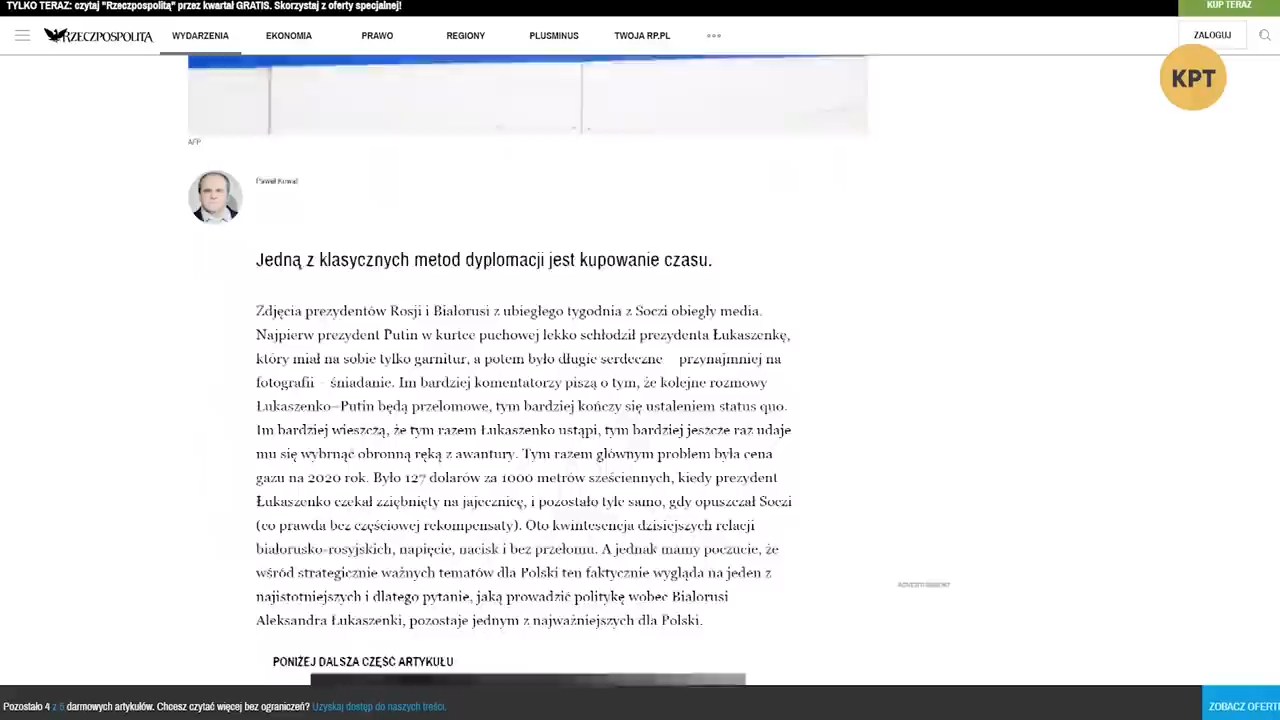 TYLKO TERAZ: czytaj "Rzeczpospolitą" przez kwartał GRATIS. Skorzystaj z oferty specjalnej!
KUP TERAZ
RZECZPOSPOLITA
WYDARZENIA
EKONOMIA
PRAWO
REGIONY
PLUSMINUS
TWOJA RP.PL
ZALOGUJ
KPT
AFP
Paweł Kowal
Jedną z klasycznych metod dyplomacji jest kupowanie czasu.
Zdjęcia prezydentów Rosji i Białorusi z ubiegłego tygodnia z Soczi obiegły media.
Najpierw prezydent Putin w kurtce puchowej lekko schłodził prezydenta Łukaszenkę,
który miał na sobie tylko garnitur, a potem było długie serdeczne – przynajmniej na
fotografii – śniadanie. Im bardziej komentatorzy piszą o tym, że kolejne rozmowy
Łukaszenko–Putin będą przełomowe, tym bardziej kończy się ustaleniem status quo.
Im bardziej wieszczą, że tym razem Łukaszenko ustąpi, tym bardziej jeszcze raz udaje
mu się wybrnąć obronną ręką z awantury. Tym razem głównym problem była cena
gazu na 2020 rok. Było 127 dolarów za 1000 metrów sześciennych, kiedy prezydent
Łukaszenko czekał zziębnięty na jajecznicę, i pozostało tyle samo, gdy opuszczał Soczi
(co prawda bez częściowej rekompensaty). Oto kwintesencja dzisiejszych relacji
białorusko-rosyjskich, napięcie, nacisk i bez przełomu. A jednak mamy poczucie, że
wśród strategicznie ważnych tematów dla Polski ten faktycznie wygląda na jeden z
najistotniejszych i dlatego pytanie, jaką prowadzić politykę wobec Białorusi
Aleksandra Łukaszenki, pozostaje jednym z najważniejszych dla Polski.
ADVERTISEMENT
PONIŻEJ DALSZA CZĘŚĆ ARTYKUŁU
Pozostało 4 z 5 darmowych artykułów. Chcesz czytać więcej bez ograniczeń? Uzyskaj dostęp do naszych treści.
ZOBACZ OFERT